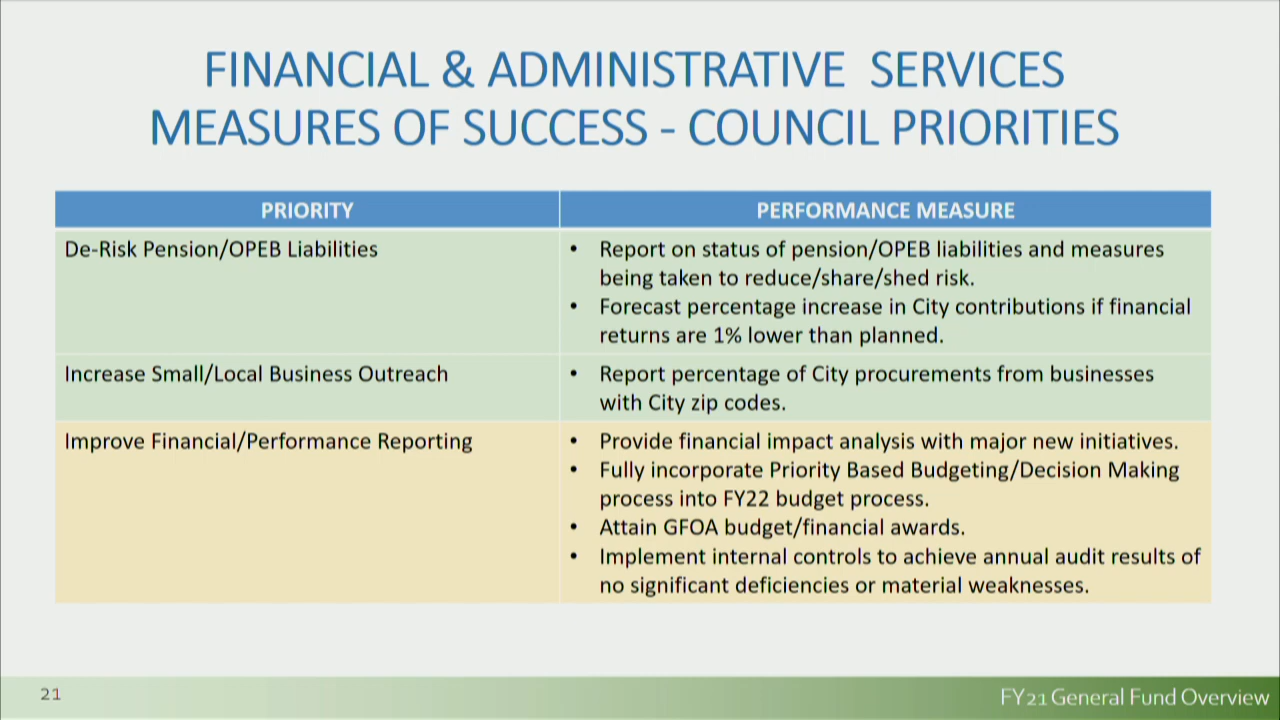 FINANCIAL & ADMINISTRATIVE SERVICES
MEASURES OF SUCCESS - COUNCIL PRIORITIES
PRIORITY
PERFORMANCE MEASURE
De-Risk Pension/OPEB Liabilities
• Report on status of pension/OPEB liabilities and measures
being taken to reduce/share/shed risk.
• Forecast percentage increase in City contributions if financial
returns are 1% lower than planned.
Increase Small/Local Business Outreach
• Report percentage of City procurements from businesses
with City zip codes.
Improve Financial/Performance Reporting
• Provide financial impact analysis with major new initiatives.
• Fully incorporate Priority Based Budgeting/Decision Making
process into FY22 budget process.
• Attain GFOA budget/financial awards.
• Implement internal controls to achieve annual audit results of
no significant deficiencies or material weaknesses.
21
FY21 General Fund Overview